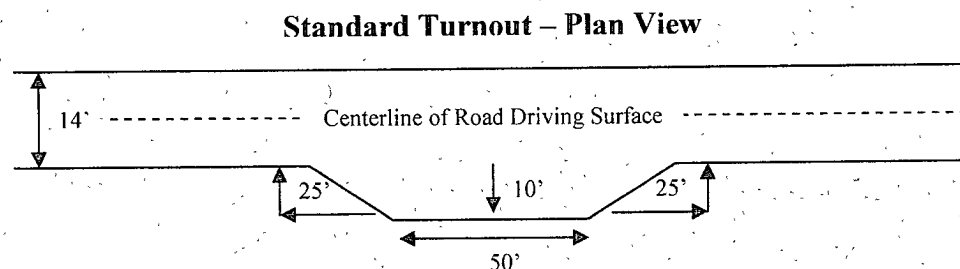 Standard Turnout – Plan View
14'
Centerline of Road Driving Surface
25'
10'
25'
50'